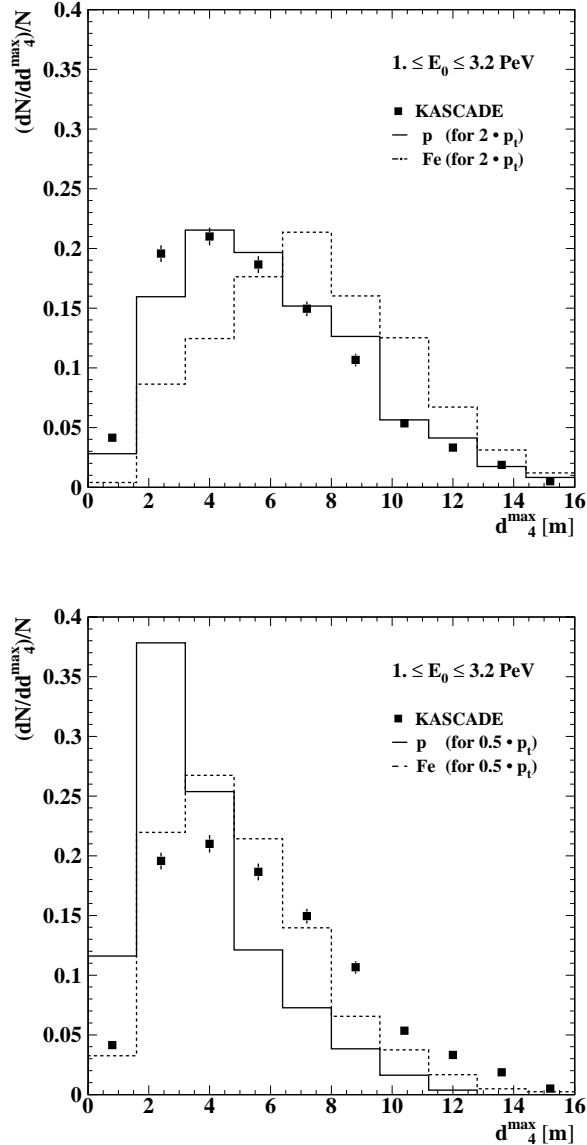 ((dN/dd^max_4)/N
0.4
0.35
0.3
0.25
0.2
0.15
0.1
0.05
0
1. ≤ E_0 ≤ 3.2 PeV
KASCADE
p (for 2 • p_t)
Fe (for 2 • p_t)
0 2 4 6 8 10 12 14 16
d^max_4 [m]
((dN/dd^max_4)/N
0.4
0.35
0.3
0.25
0.2
0.15
0.1
0.05
0
1. ≤ E_0 ≤ 3.2 PeV
KASCADE
p (for 0.5 • p_t)
Fe (for 0.5 • p_t)
0 2 4 6 8 10 12 14 16
d^max_4 [m]